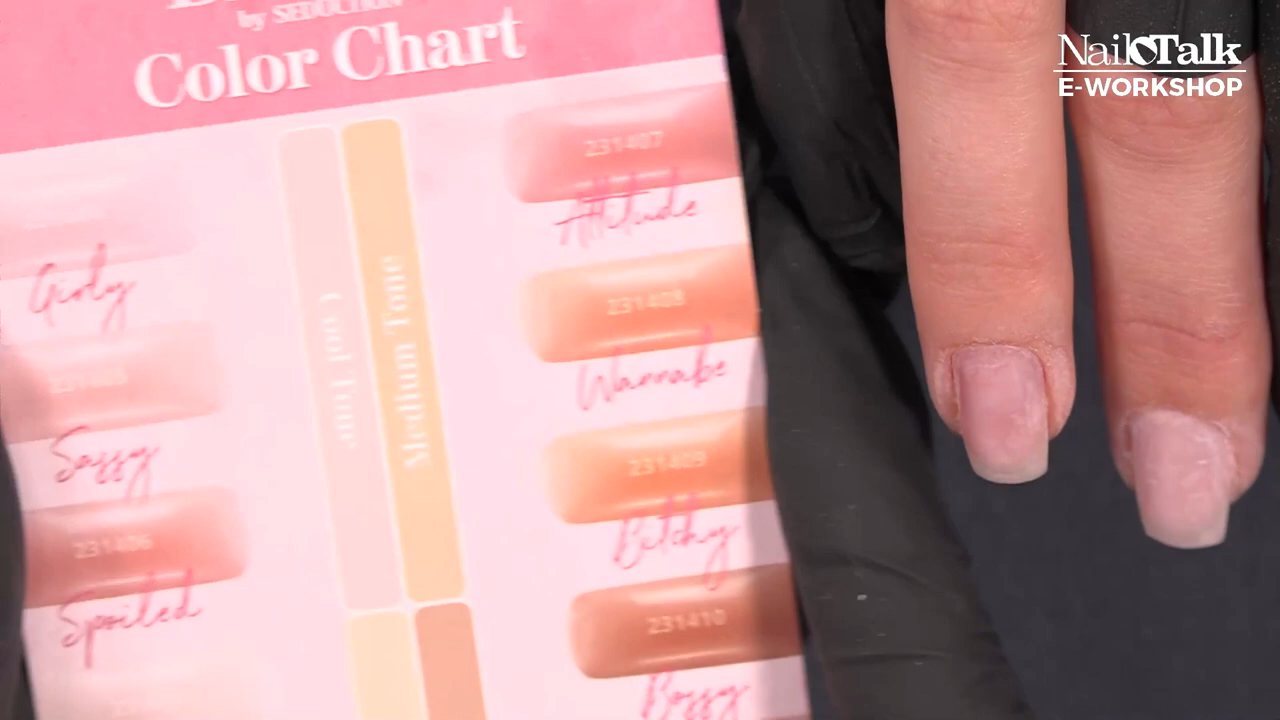 by SEDUCTION
Color Chart
Girly
Sassy
231406
Spoiled
Cold Tone
Medium Tone
231407
Attitude
231408
Wannabe
231409
Bitchy
231410
Bossy
NailTalk
E-WORKSHOP